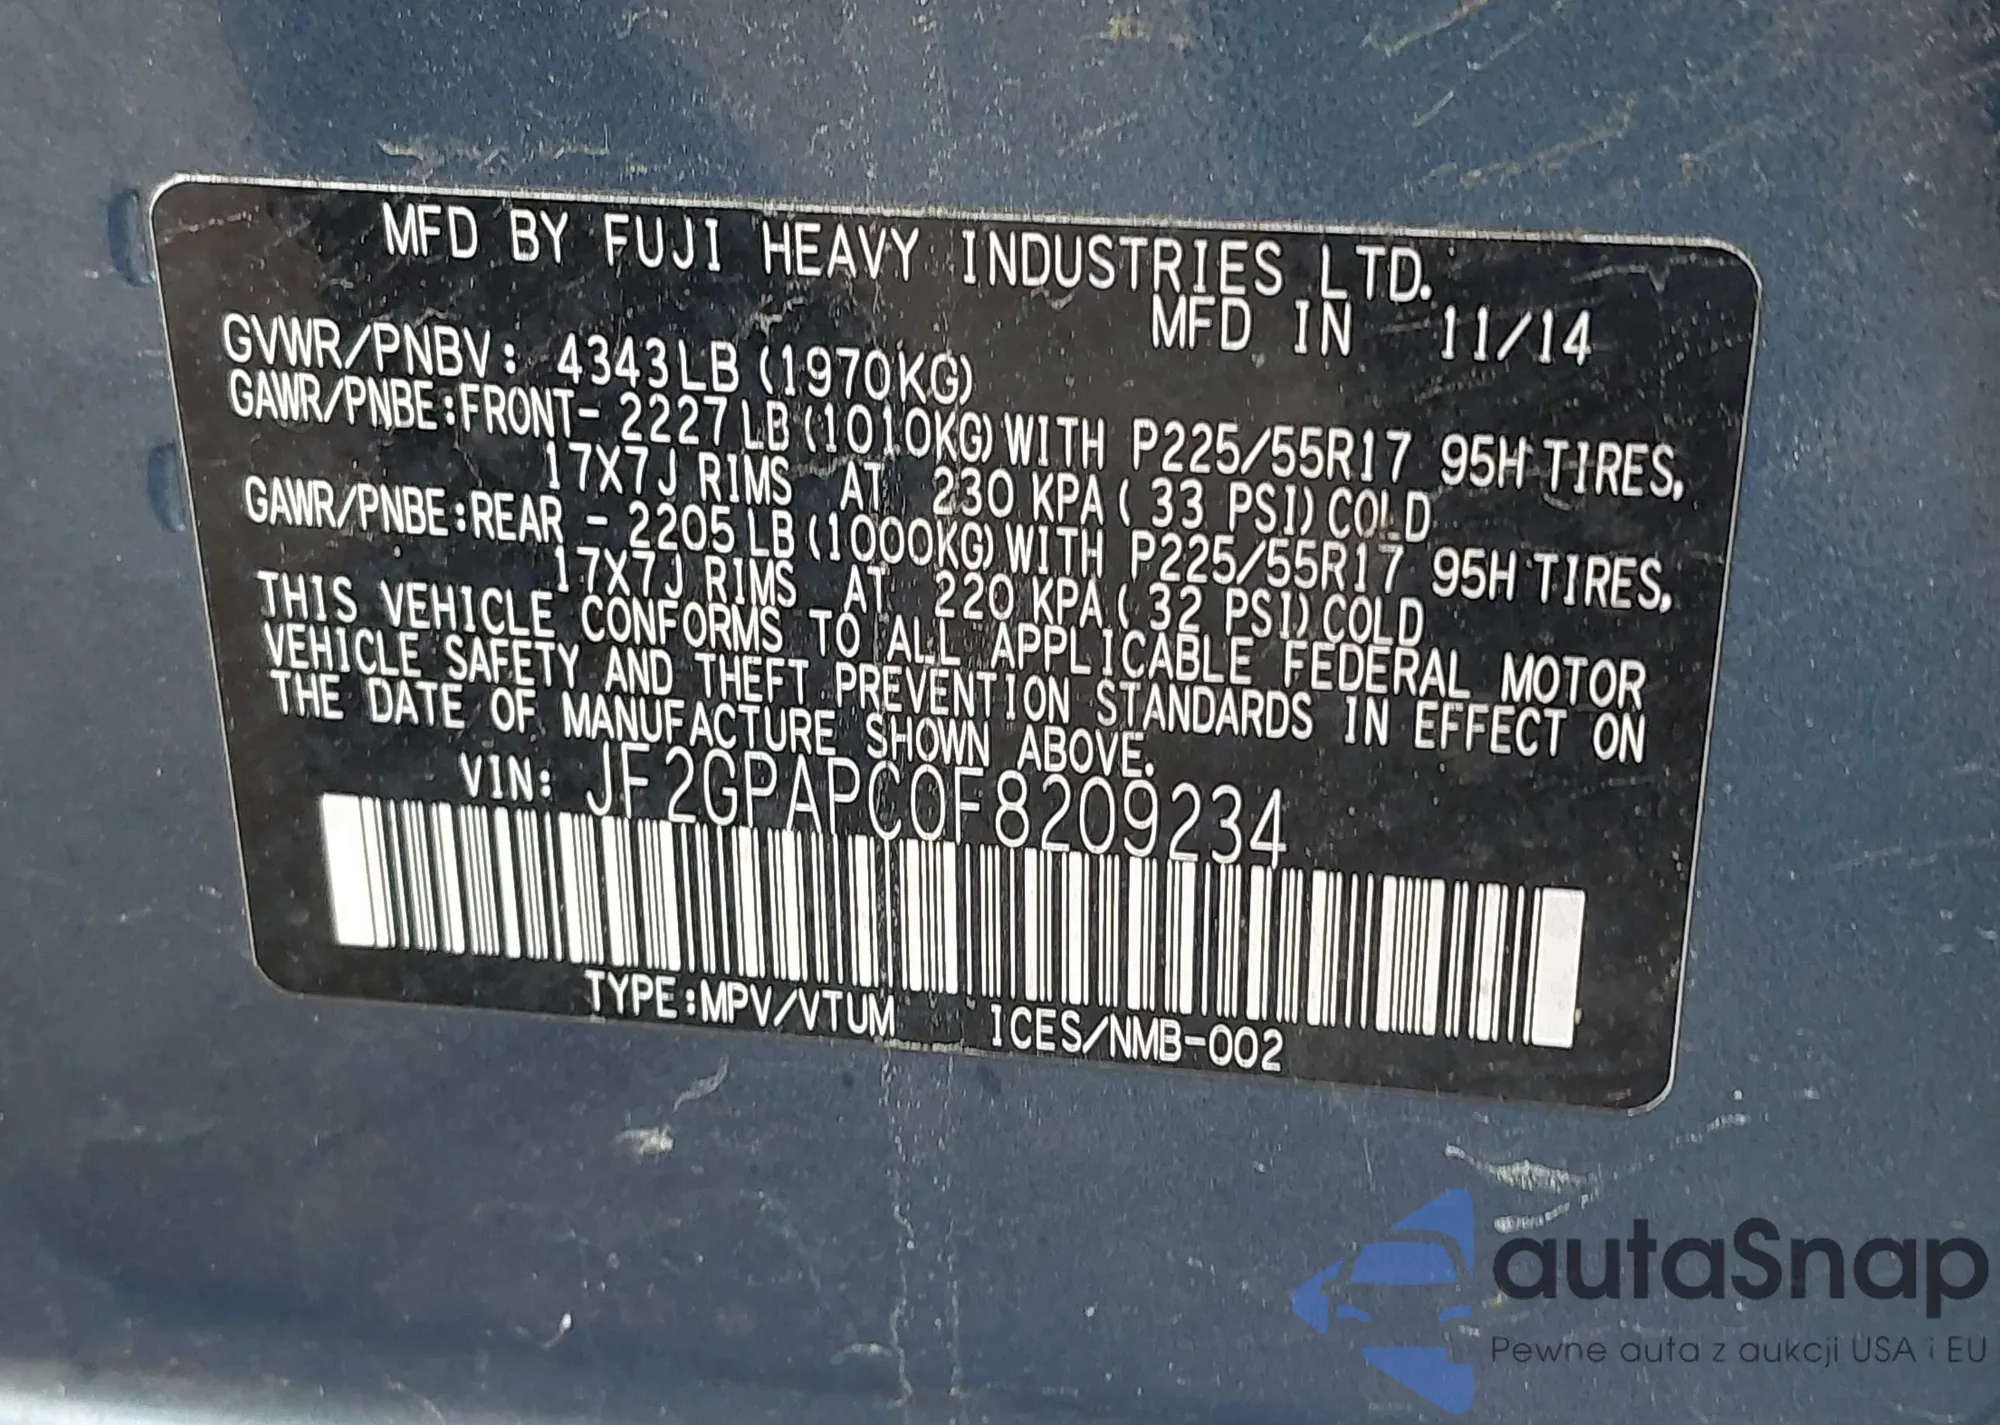 MFD BY FUJI HEAVY INDUSTRIES LTD.
MFD IN 11/14
GVWR/PNBV: 4343LB (1970KG)
GAWR/PNBE:FRONT- 2227LB (1010KG) WITH P225/55R17 95H TIRES,
17X7J RIMS AT 230 KPA ( 33 PSI) COLD
GAWR/PNBE:REAR - 2205LB (1000KG) WITH P225/55R17 95H TIRES,
17X7J RIMS AT 220 KPA ( 32 PSI) COLD
THIS VEHICLE CONFORMS TO ALL APPLICABLE FEDERAL MOTOR
VEHICLE SAFETY AND THEFT PREVENTION STANDARDS IN EFFECT ON
THE DATE OF MANUFACTURE SHOWN ABOVE.
VIN: JF2GPAPC0F8209234
TYPE:MPV/VTUM ICES/NMB-002
autaSnap
Pewne auta z aukcji USA i EU